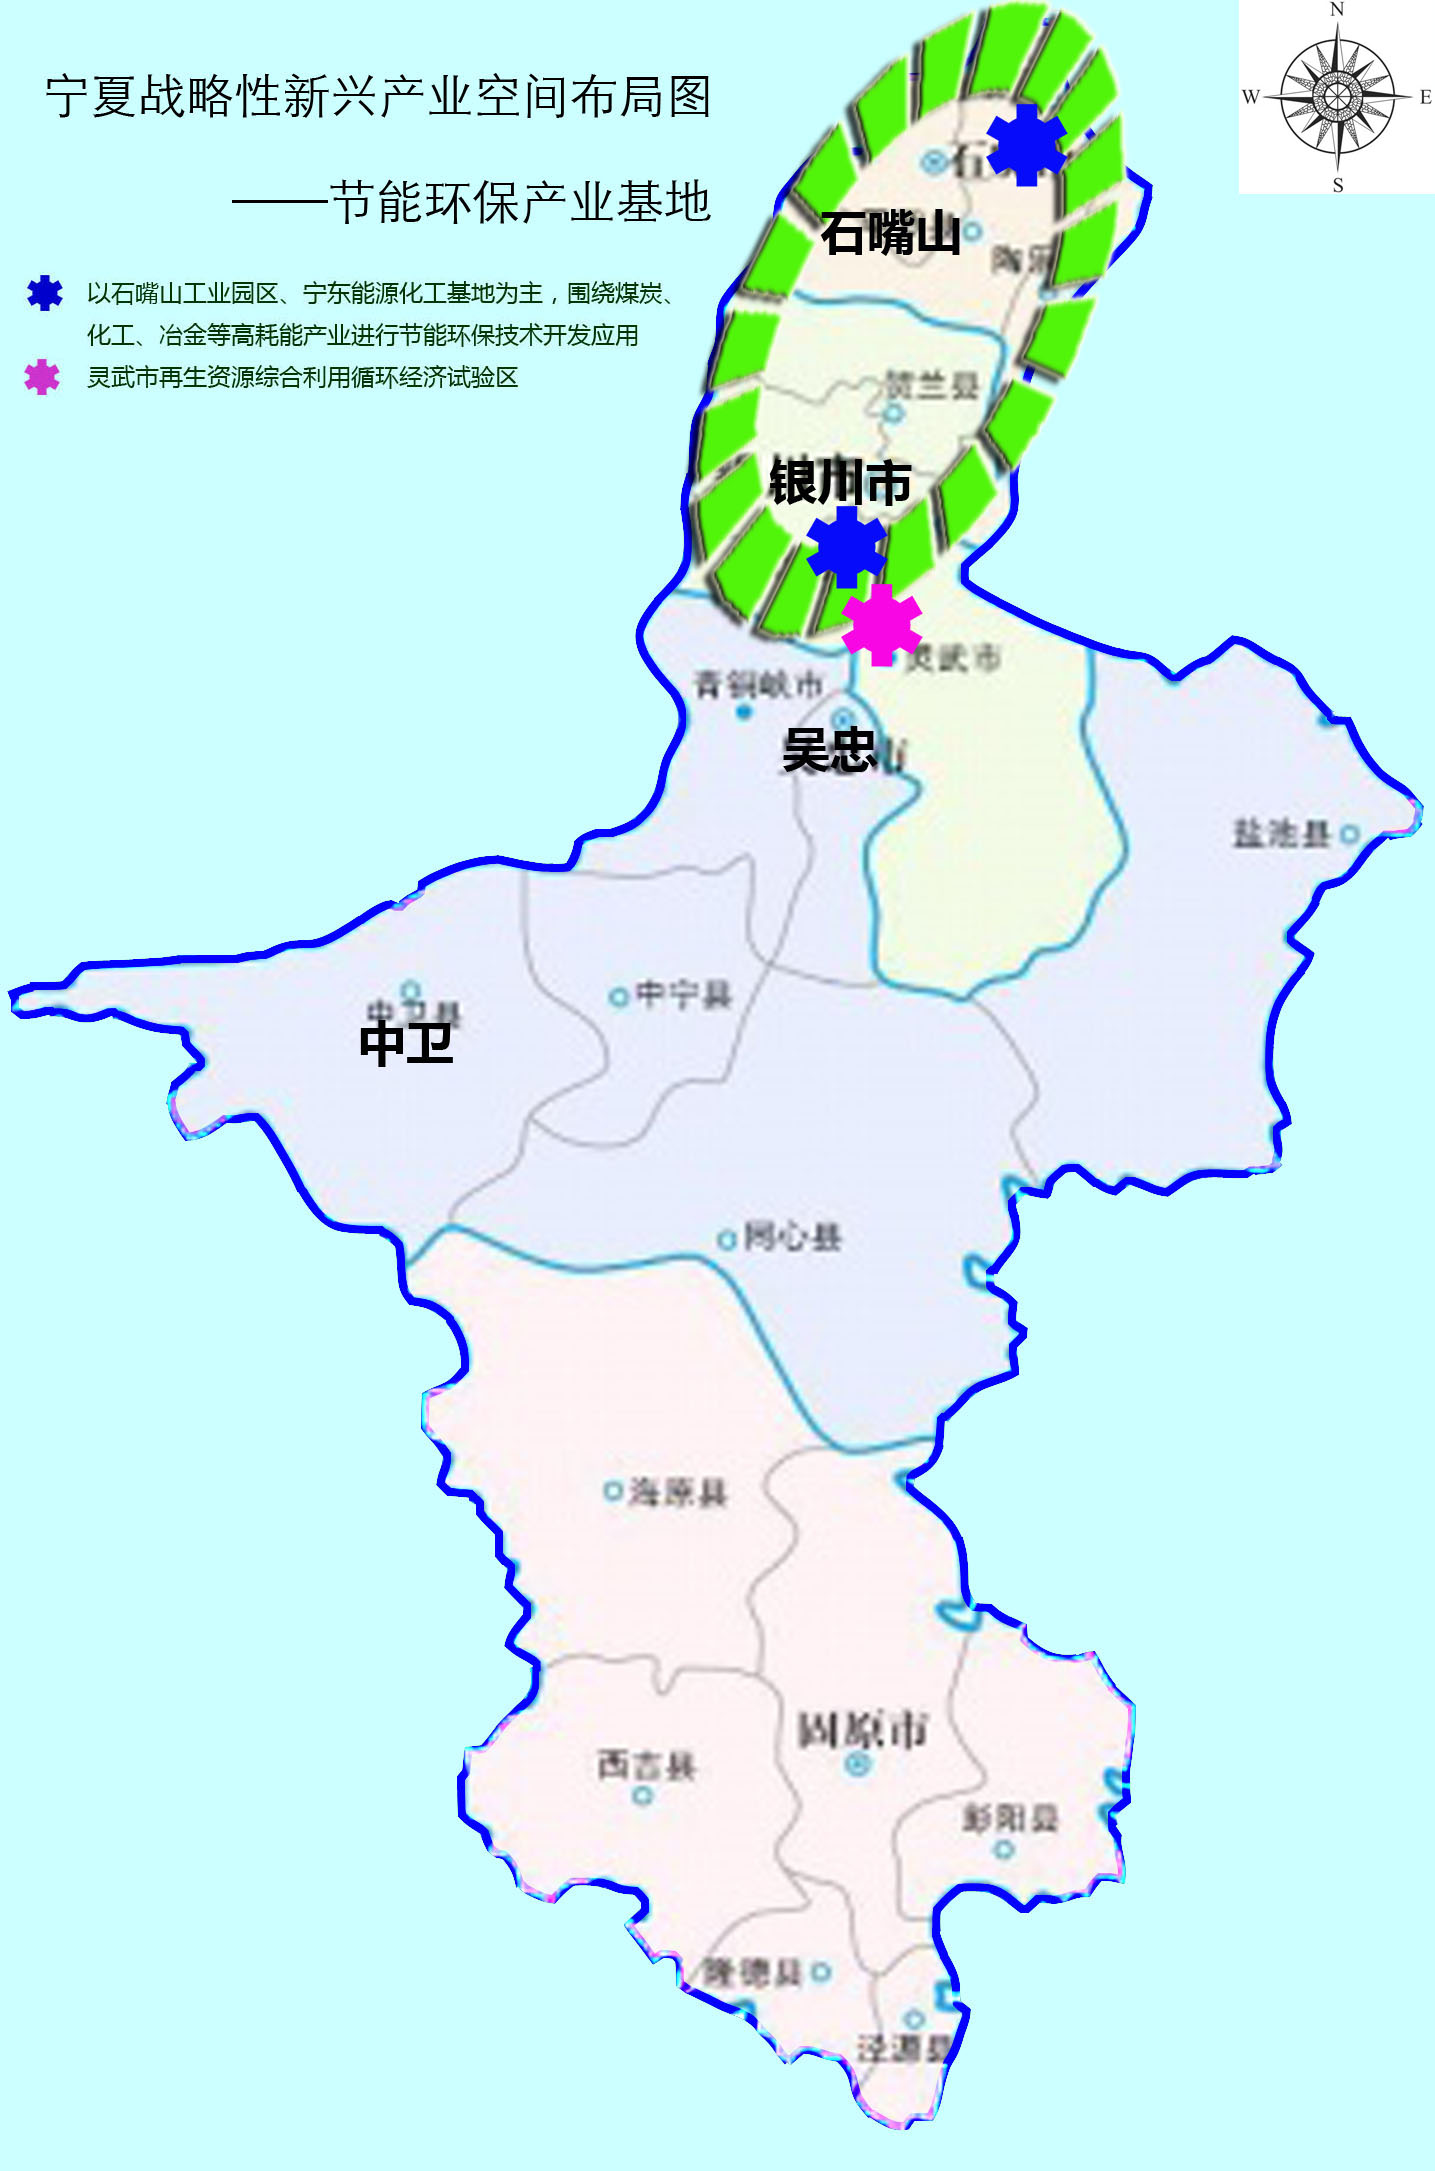 宁夏战略性新兴产业空间布局图
——节能环保产业基地
以石嘴山工业园区、宁东能源化工基地为主，围绕煤炭、
化工、冶金等高耗能产业进行节能环保技术开发应用
灵武市再生资源综合利用循环经济试验区
N
W
E
S
石嘴山
陶乐
贺兰县
银川市
灵武市
青铜峡市
吴忠
盐池县
中卫县
中卫
中宁县
同心县
海原县
固原市
西吉县
彭阳县
隆德县
泾源县